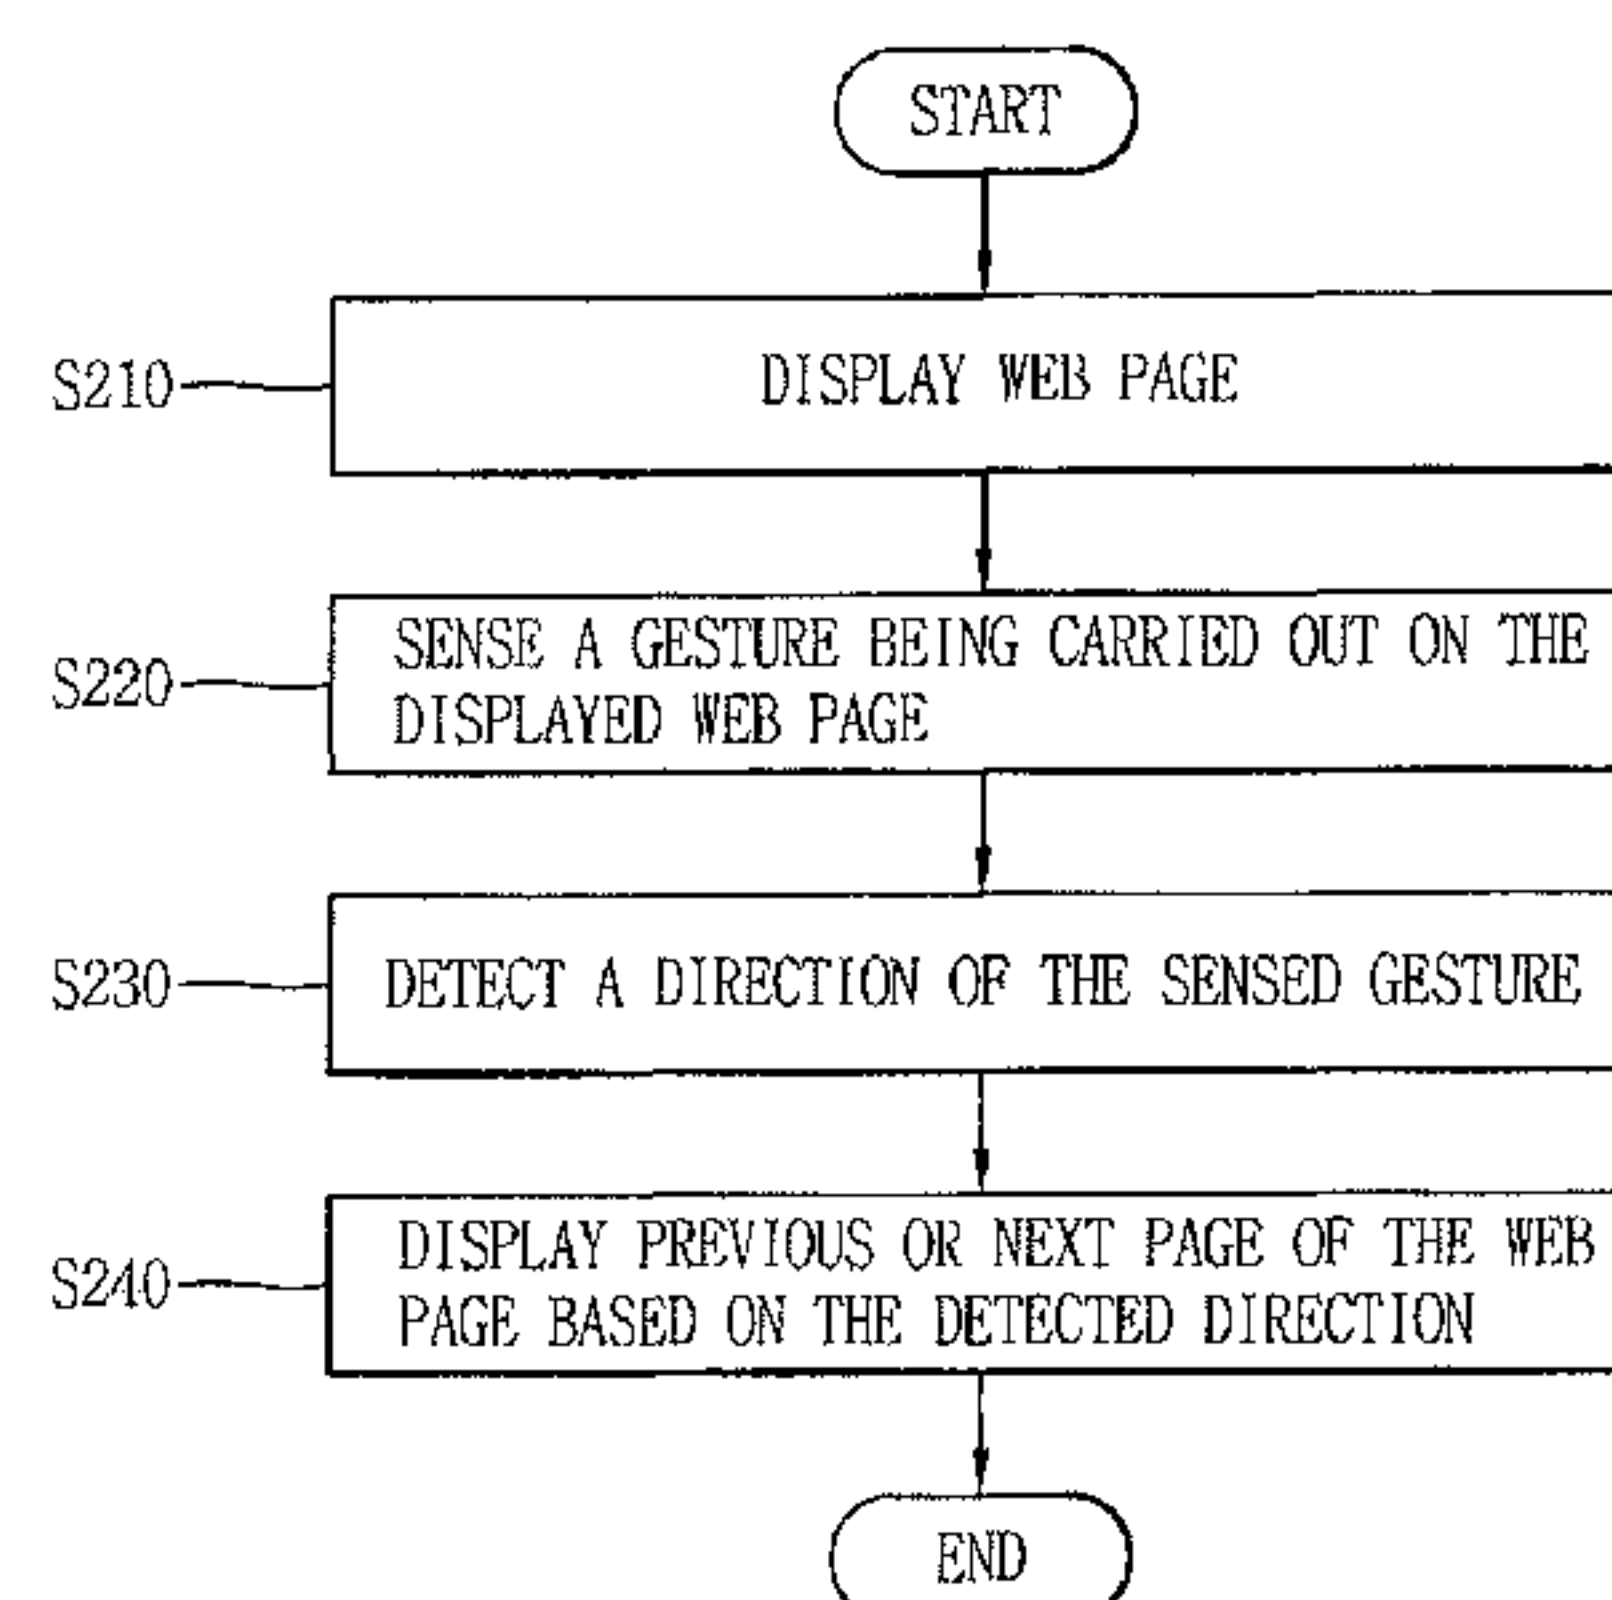 START
S210
DISPLAY WEB PAGE
S220
SENSE A GESTURE BEING CARRIED OUT ON THE
DISPLAYED WEB PAGE
S230
DETECT A DIRECTION OF THE SENSED GESTURE
S240
DISPLAY PREVIOUS OR NEXT PAGE OF THE WEB
PAGE BASED ON THE DETECTED DIRECTION
END